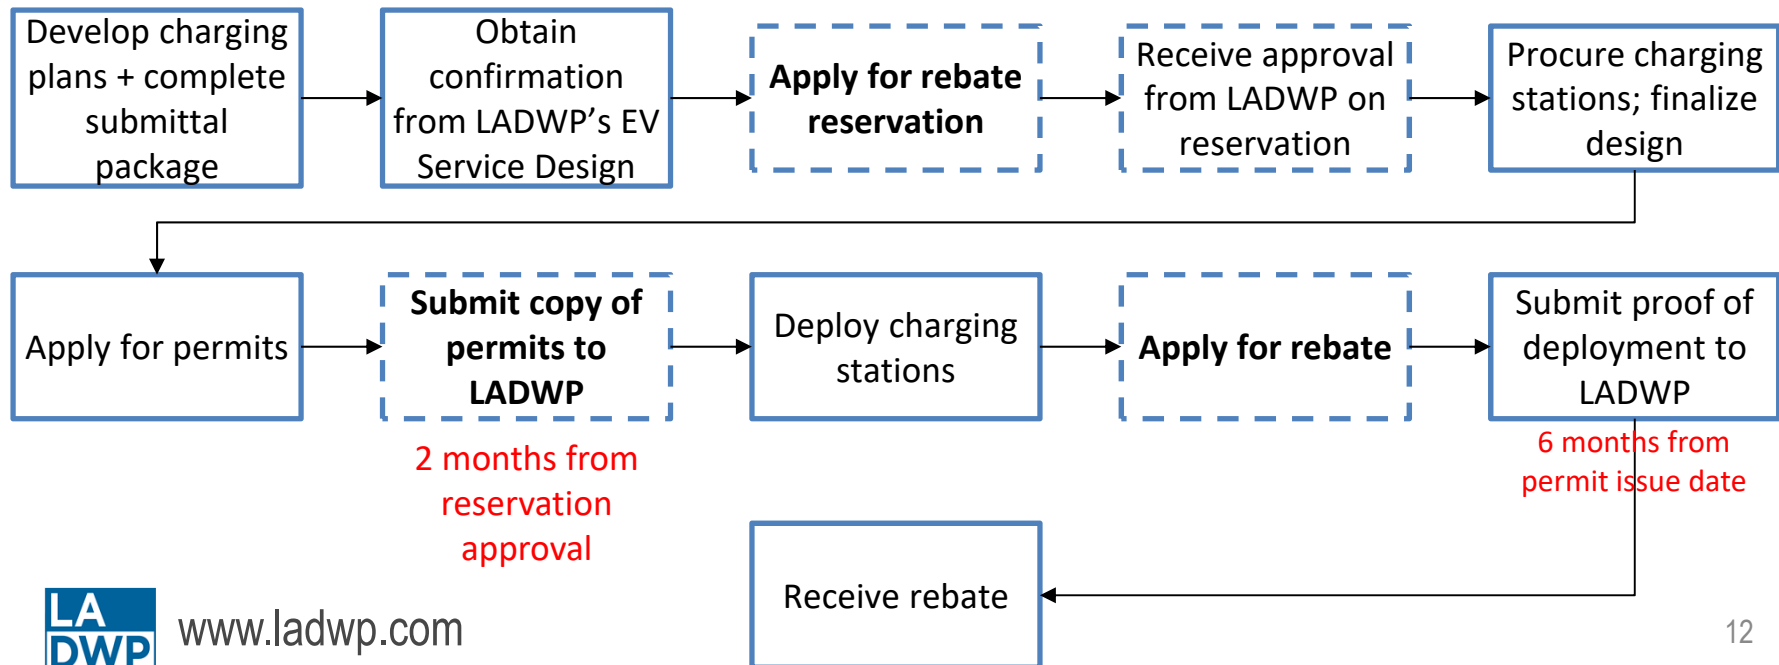 Develop charging
plans + complete
submittal
package
Obtain
confirmation
from LADWP's EV
Service Design
Apply for rebate
reservation
Receive approval
from LADWP on
reservation
Procure charging
stations; finalize
design
Apply for permits
Submit copy of
permits to
LADWP
Deploy charging
stations
Apply for rebate
Submit proof of
deployment to
LADWP
2 months from
reservation
approval
6 months from
permit issue date
Receive rebate
LA
DWP
www.ladwp.com
12